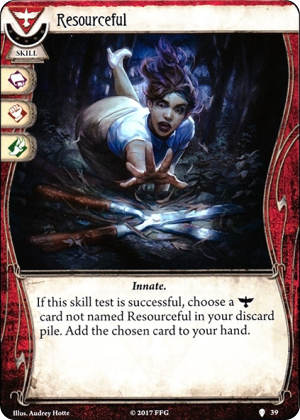 Resourceful
SKILL
Innate.
If this skill test is successful, choose a
card not named Resourceful in your discard
pile. Add the chosen card to your hand.
Illus. Audrey Hotte
© 2017 FFG
39